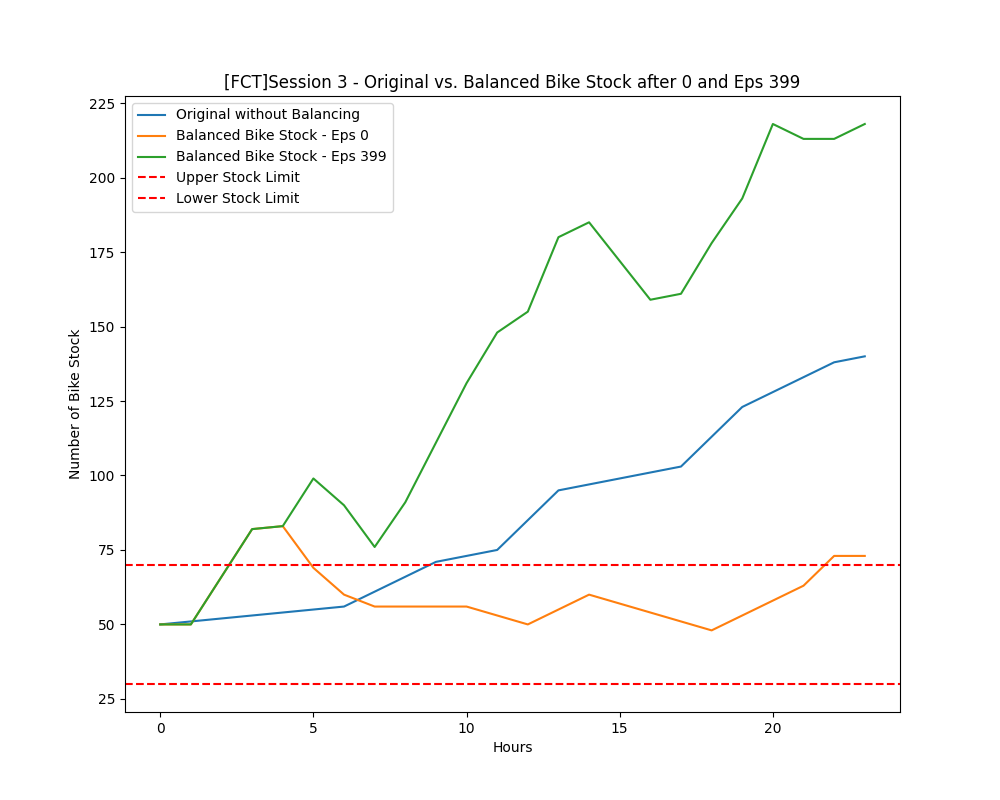 [FCT]Session 3 - Original vs. Balanced Bike Stock after 0 and Eps 399
Original without Balancing
Balanced Bike Stock - Eps 0
Balanced Bike Stock - Eps 399
Upper Stock Limit
Lower Stock Limit
225
200
175
150
125
100
75
50
25
Number of Bike Stock
0 5 10 15 20
Hours